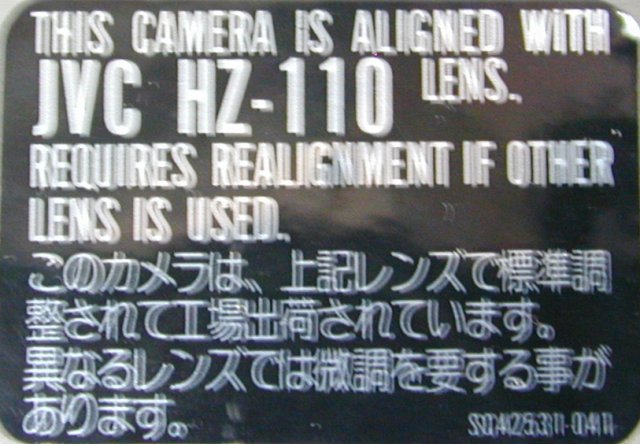 THIS CAMERA IS ALIGNED WITH
JVC HZ-110 LENS.
REQUIRES REALIGNMENT IF OTHER
LENS IS USED.
このカメラは、上記レンズで標準調
整されて工場出荷されています。
異なるレンズでは微調を要する事が
あります。
SC42531-041